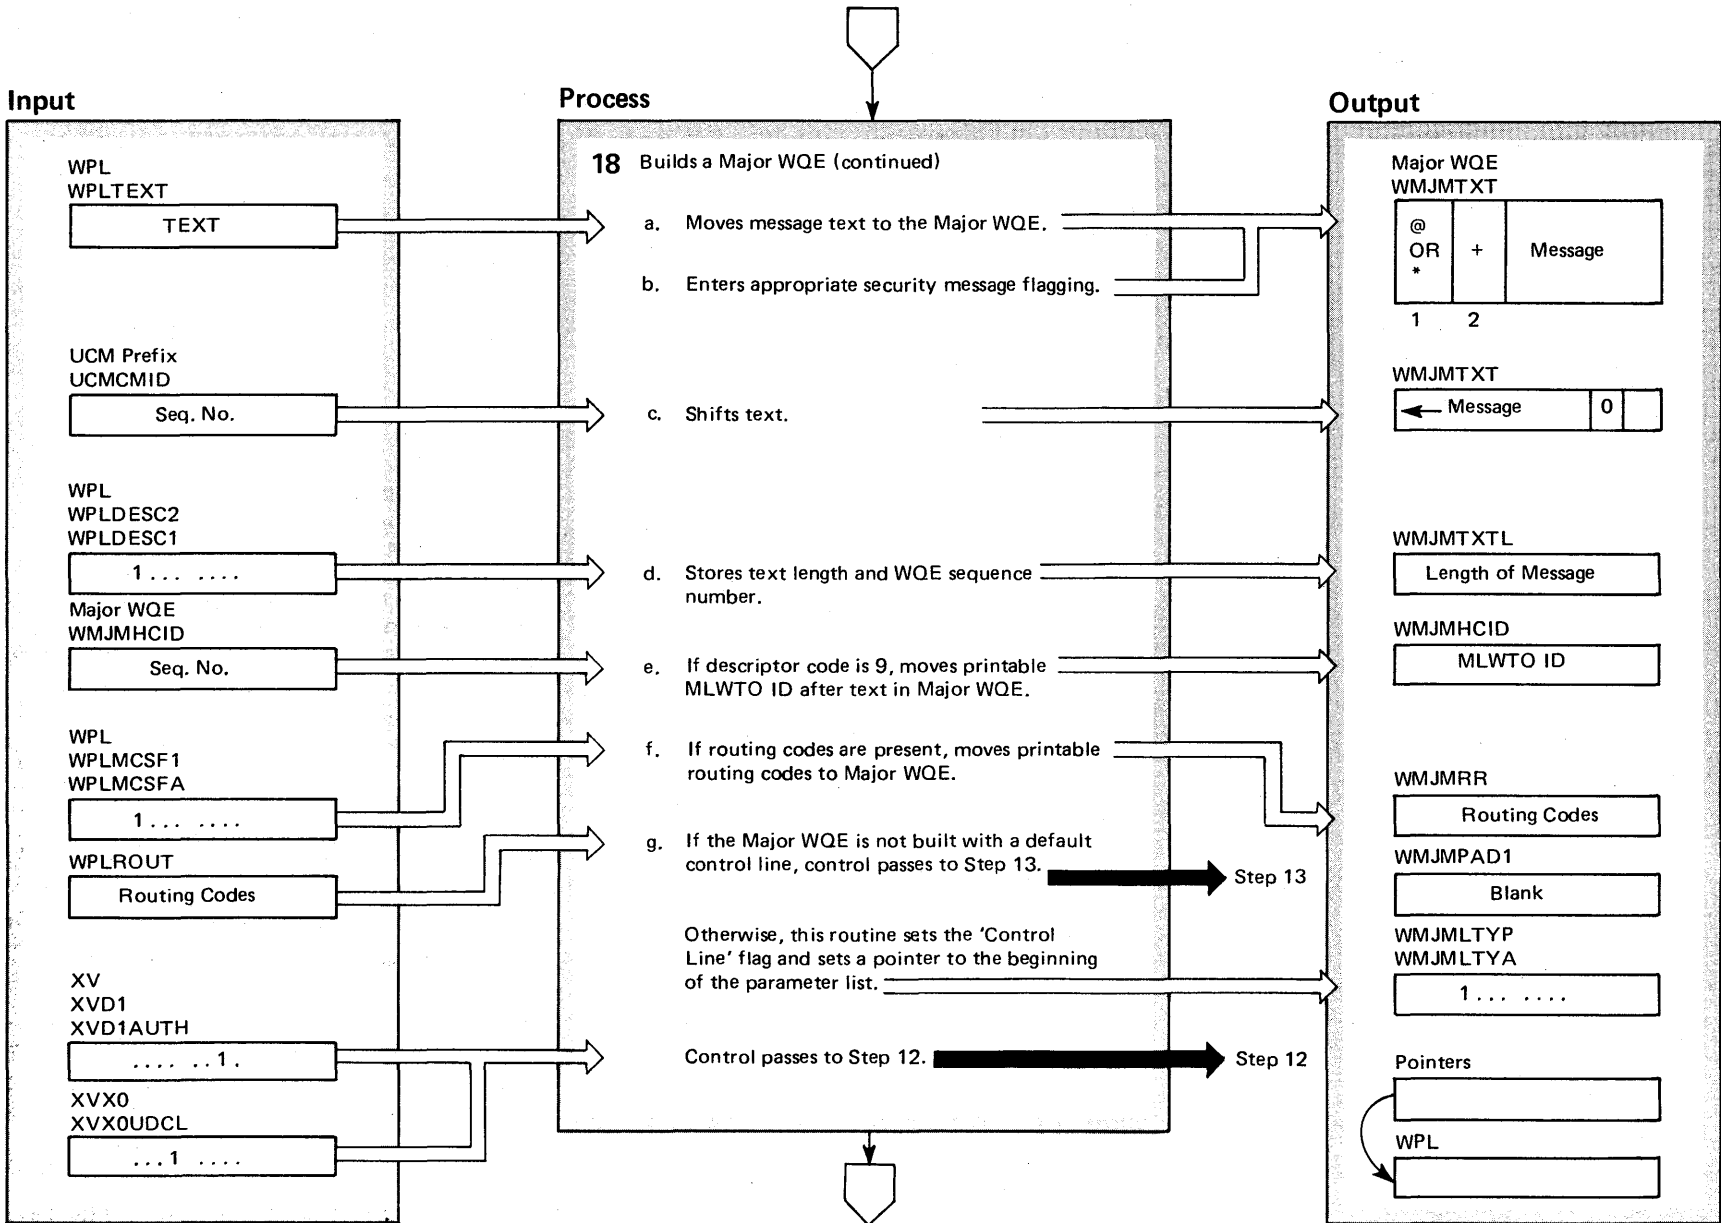 Input
WPL
WPLTEXT
TEXT
UCM Prefix
UCMCMID
Seq. No.
WPL
WPLDESC2
WPLDESC1
1... ....
Major WQE
WMJMHCID
Seq. No.
WPL
WPLMCSF1
WPLMCSFA
1... ....
WPLROUT
Routing Codes
XV
XVD1
XVD1AUTH
.... ..1.
XVX0
XVX0UDCL
...1 ....
Process
18 Builds a Major WQE (continued)
a. Moves message text to the Major WQE.
b. Enters appropriate security message flagging.
c. Shifts text.
d. Stores text length and WQE sequence
number.
e. If descriptor code is 9, moves printable
MLWTO ID after text in Major WQE.
f. If routing codes are present, moves printable
routing codes to Major WQE.
g. If the Major WQE is not built with a default
control line, control passes to Step 13.
Step 13
Otherwise, this routine sets the 'Control
Line' flag and sets a pointer to the beginning
of the parameter list.
Control passes to Step 12.
Step 12
Output
Major WQE
WMJMTXT
@
OR
*
+
Message
1 2
WMJMTXT
Message 0
WMJMTXTL
Length of Message
WMJMHCID
MLWTO ID
WMJMRR
Routing Codes
WMJMPAD1
Blank
WMJMLTYP
WMJMLTYA
1... ....
Pointers
WPL